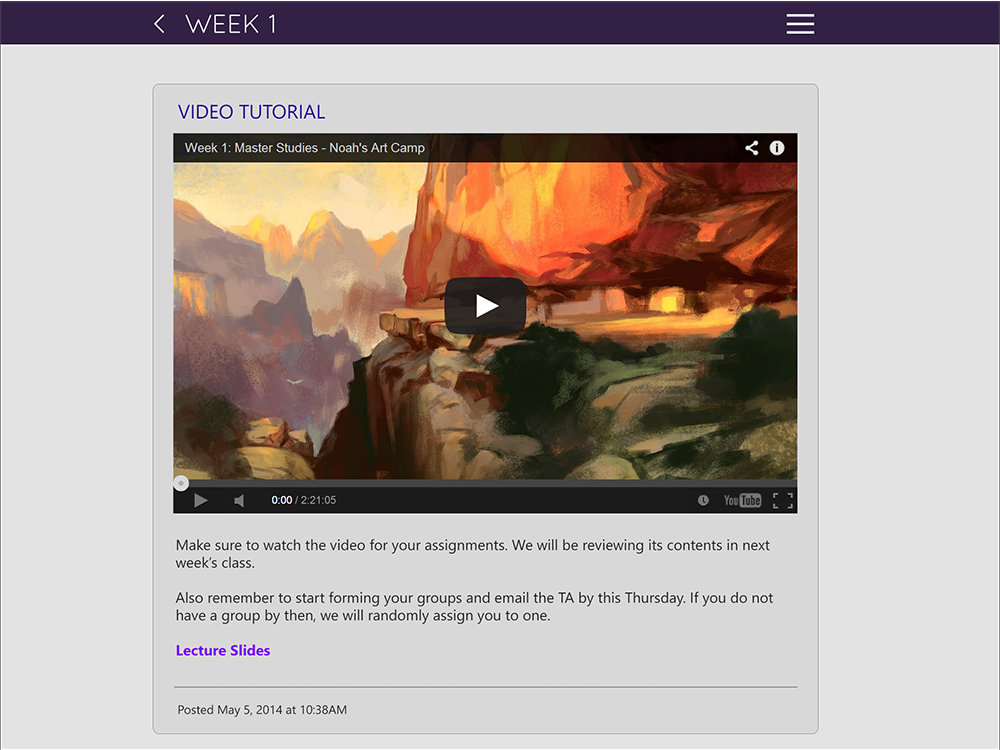 WEEK 1
VIDEO TUTORIAL
Week 1: Master Studies - Noah's Art Camp
0:00 / 2:21:05
YouTube
Make sure to watch the video for your assignments. We will be reviewing its contents in next
week's class.
Also remember to start forming your groups and email the TA by this Thursday. If you do not
have a group by then, we will randomly assign you to one.
Lecture Slides
Posted May 5, 2014 at 10:38AM